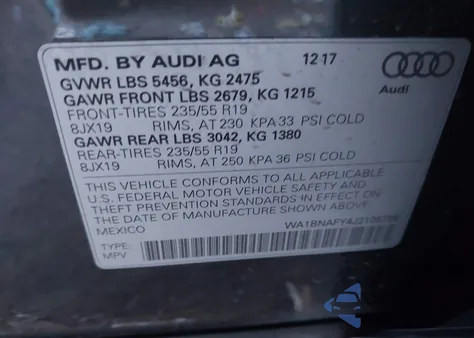 MFD. BY AUDI AG 12·17
GVWR LBS 5456, KG 2475
GAWR FRONT LBS 2679, KG 1215
FRONT-TIRES 235/55 R19
8JX19 RIMS, AT 230 KPA 33 PSI COLD
GAWR REAR LBS 3042, KG 1380
REAR-TIRES 235/55 R19
8JX19 RIMS, AT 250 KPA 36 PSI COLD
Audi
THIS VEHICLE CONFORMS TO ALL APPLICABLE
U.S. FEDERAL MOTOR VEHICLE SAFETY AND
THEFT PREVENTION STANDARDS IN EFFECT ON
THE DATE OF MANUFACTURE SHOWN ABOVE.
MEXICO
TYPE:
MPV